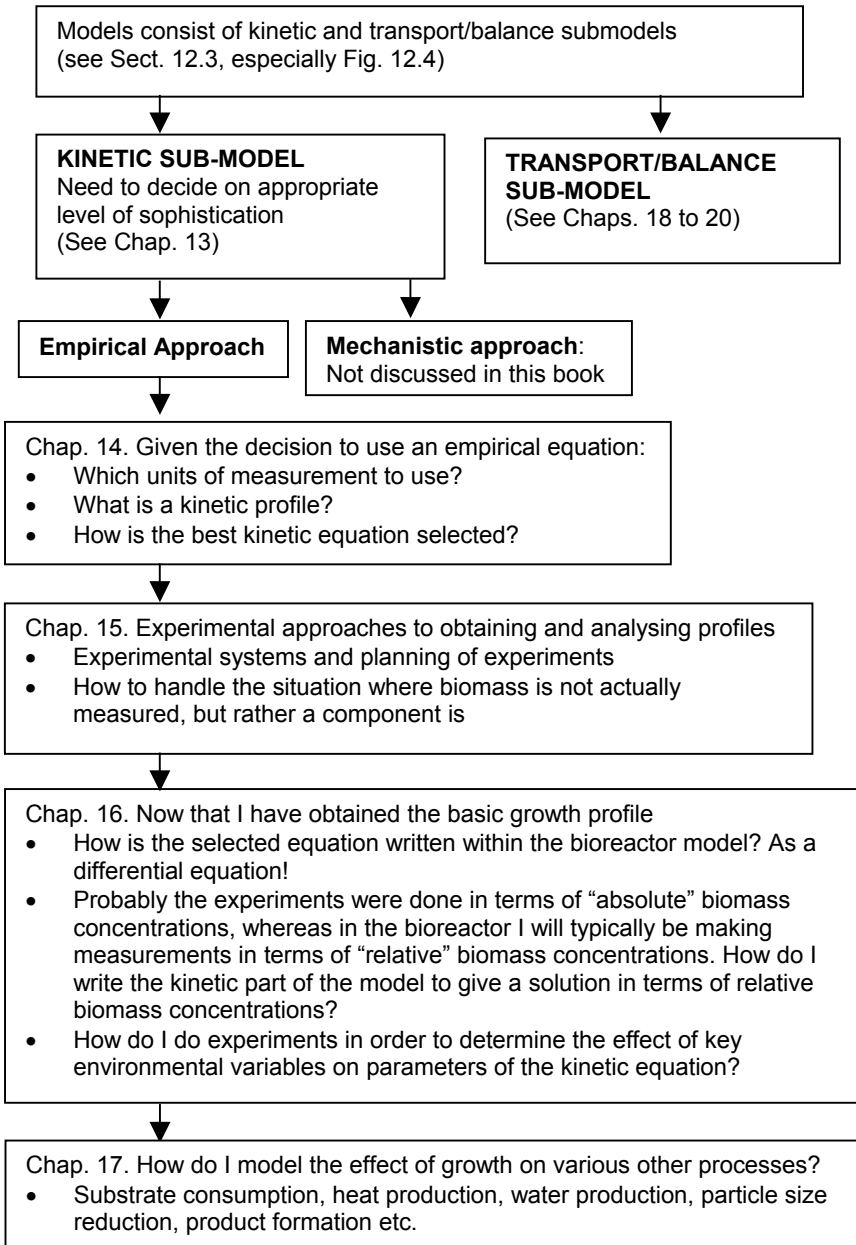 Models consist of kinetic and transport/balance submodels
(see Sect. 12.3, especially Fig. 12.4)
KINETIC SUB-MODEL
Need to decide on appropriate
level of sophistication
(See Chap. 13)
TRANSPORT/BALANCE
SUB-MODEL
(See Chaps. 18 to 20)
Empirical Approach
Mechanistic approach:
Not discussed in this book
Chap. 14. Given the decision to use an empirical equation:
• Which units of measurement to use?
• What is a kinetic profile?
• How is the best kinetic equation selected?
Chap. 15. Experimental approaches to obtaining and analysing profiles
• Experimental systems and planning of experiments
• How to handle the situation where biomass is not actually
measured, but rather a component is
Chap. 16. Now that I have obtained the basic growth profile
• How is the selected equation written within the bioreactor model? As a
differential equation!
• Probably the experiments were done in terms of “absolute” biomass
concentrations, whereas in the bioreactor I will typically be making
measurements in terms of “relative” biomass concentrations. How do I
write the kinetic part of the model to give a solution in terms of relative
biomass concentrations?
• How do I do experiments in order to determine the effect of key
environmental variables on parameters of the kinetic equation?
Chap. 17. How do I model the effect of growth on various other processes?
• Substrate consumption, heat production, water production, particle size
reduction, product formation etc.